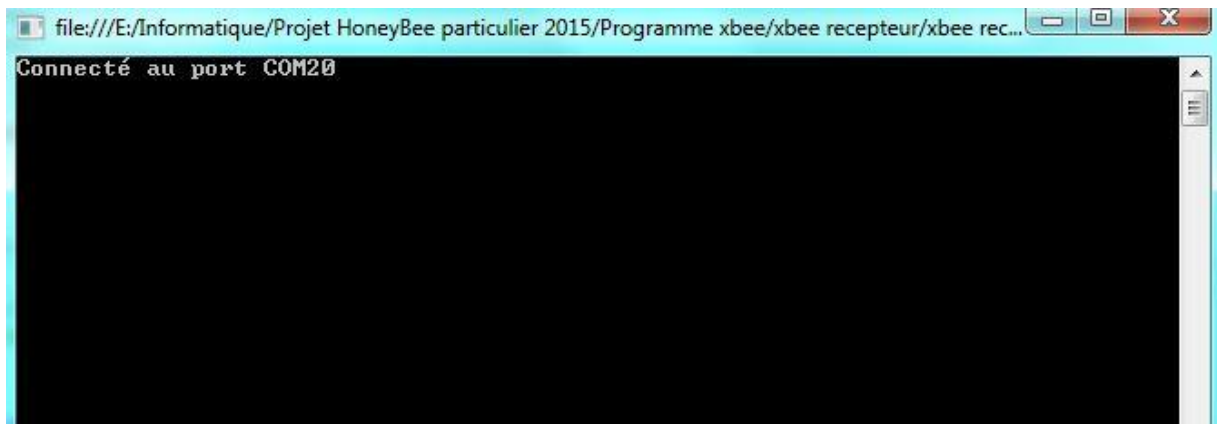 file:///E:/Informatique/Projet HoneyBee particulier 2015/Programme xbee/xbee recepteur/xbee rec...
Connecté au port COM20